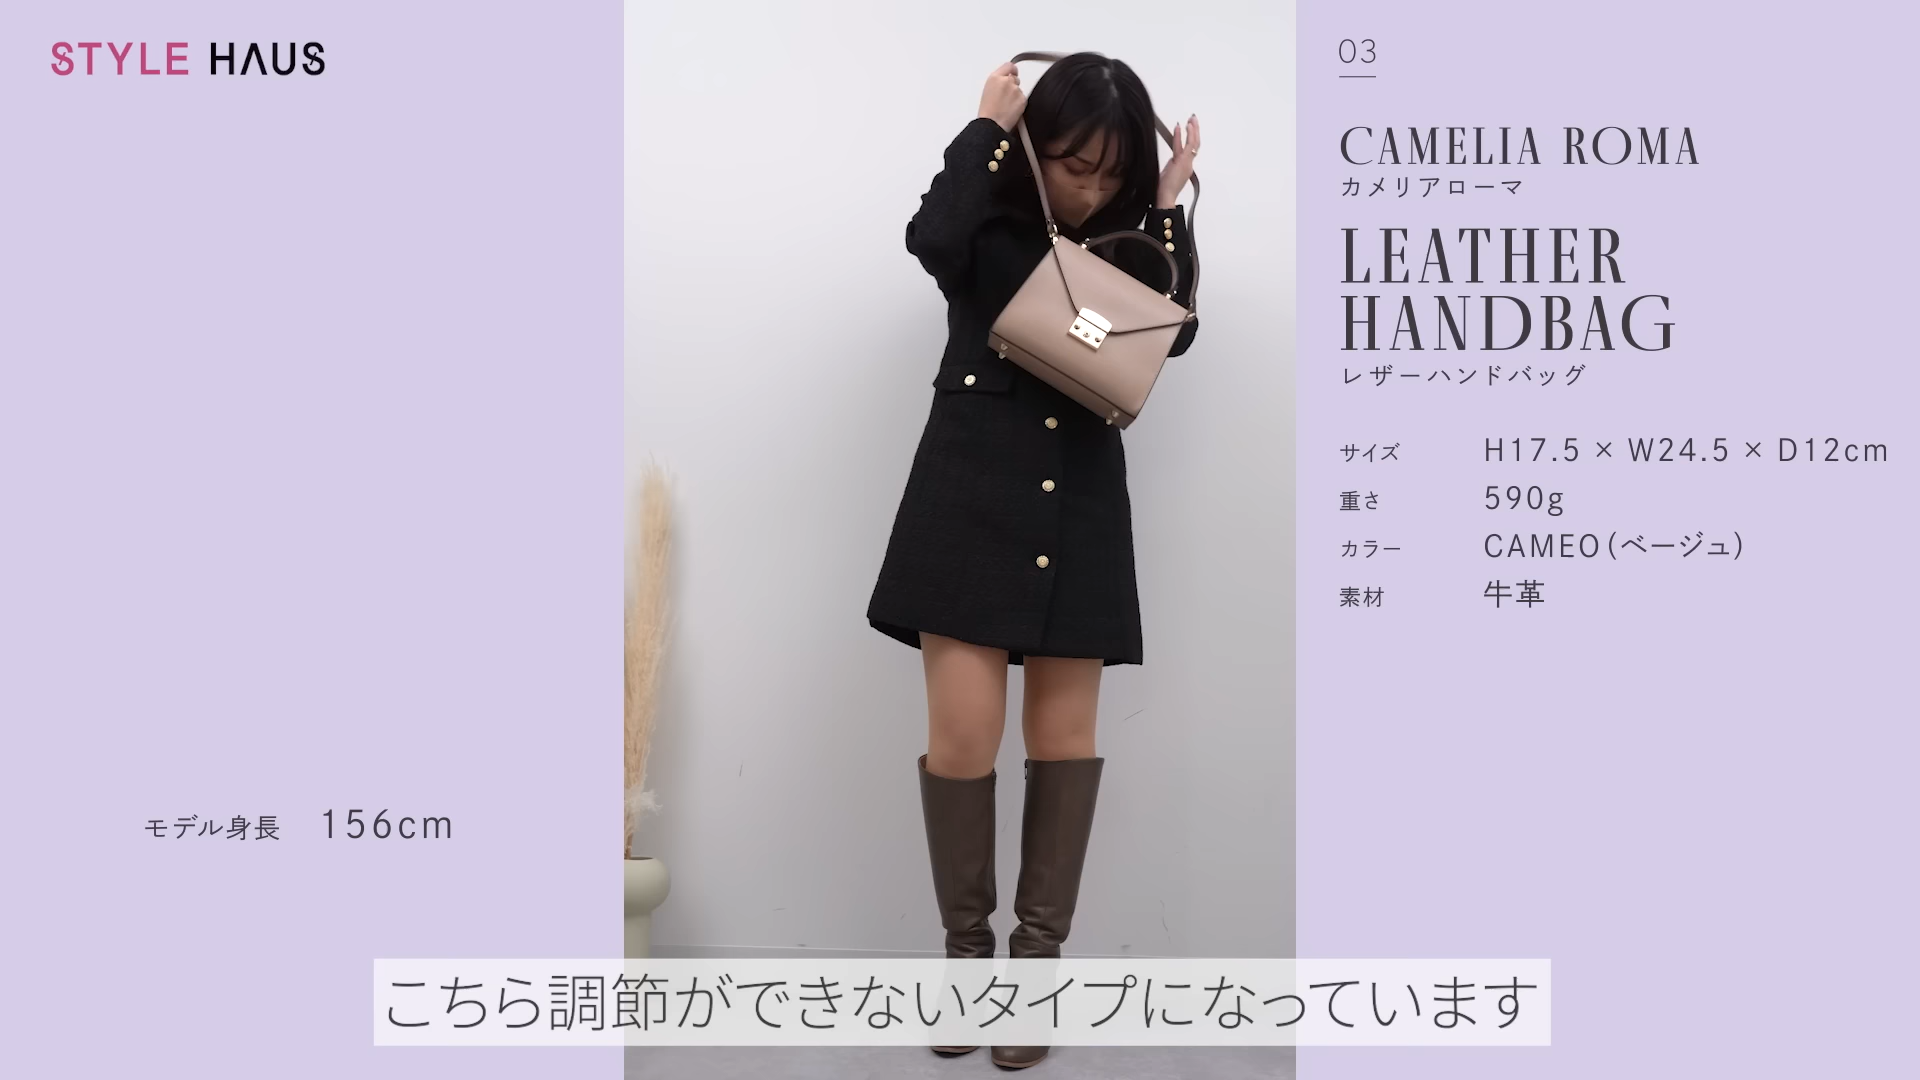 STYLE HAUS
03
CAMELIA ROMA
カメリアローマ
LEATHER
HANDBAG
レザーハンドバッグ
サイズ H17.5 × W24.5 × D12cm
重さ 590g
カラー CAMEO(ベージュ)
素材 牛革
モデル身長 156cm
こちら調節ができないタイプになっています